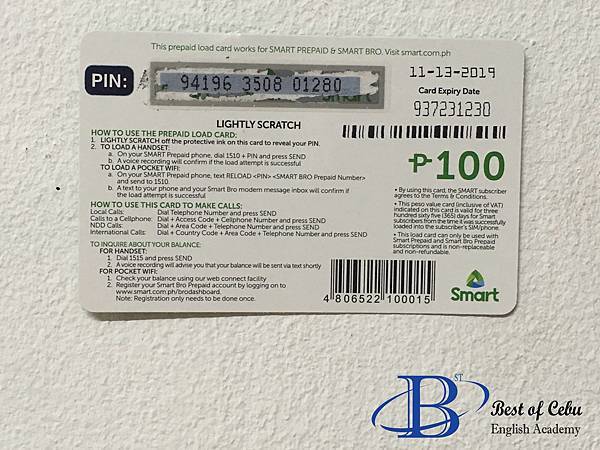 This prepaid load card works for SMART PREPAID & SMART BRO. Visit smart.com.ph
PIN:
94196 3508 01280
Smart
11-13-2019
Card Expiry Date
937231230
LIGHTLY SCRATCH
HOW TO USE THE PREPAID LOAD CARD:
1. LIGHTLY SCRATCH off the protective ink on this card to reveal your PIN.
2. TO LOAD A HANDSET:
a. On your SMART Prepaid phone, dial 1510 + PIN and press SEND
b. A voice recording will confirm if the load attempt is successful
TO LOAD A POCKET WIFI:
a. On your SMART Prepaid phone, text RELOAD <PIN> <SMART BRO Prepaid Number>
and send to 1510.
b. A text to your phone and your Smart Bro modem message inbox will confirm if
the load attempt is successful
HOW TO USE THIS CARD TO MAKE CALLS:
Local Calls: Dial Telephone Number and press SEND
Calls to a Cellphone: Dial + Access Code + Cellphone Number and press SEND
NDD Calls: Dial + Area Code + Telephone Number and press SEND
International Calls: Dial + Country Code + Area Code + Telephone Number and press SEND
TO INQUIRE ABOUT YOUR BALANCE:
FOR HANDSET:
1. Dial 1515 and press SEND
2. A voice recording will advise you that your balance will be sent via text shortly
FOR POCKET WIFI:
1. Check your balance using our web connect facility
2. Register your Smart Bro Prepaid account by logging on to
www.smart.com.ph/brodashboard.
Note: Registration only needs to be done once.
₱100
• By using this card, the SMART subscriber
agrees to the Terms & Conditions.
• This peso value (inclusive of VAT)
indicated on this card is valid for three
hundred sixty five (365) days for Smart
subscribers from the time it was successfully
loaded into the subscriber's SIM/phone.
• This load card can only be used with
Smart Prepaid and Smart Bro Prepaid
subscriptions and is non-replaceable
and non-refundable.
4 806522 100015
Smart
B ST
Best of Cebu
English Academy